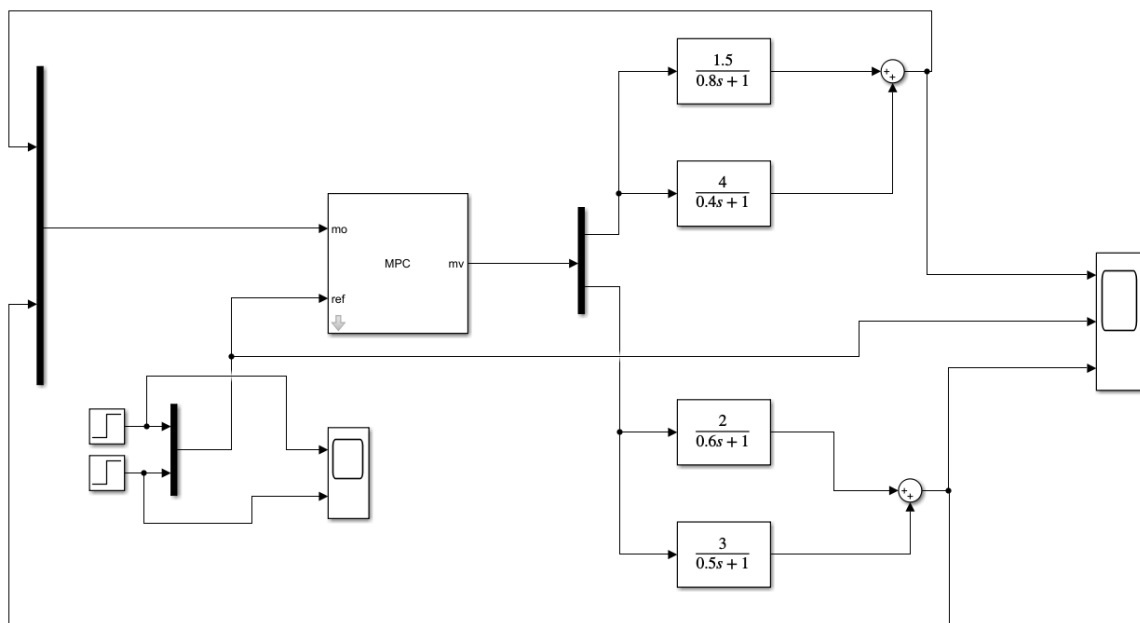 1.5
0.8s + 1
4
0.4s + 1
mo
MPC
mv
ref
2
0.6s + 1
3
0.5s + 1
+
+
+
+